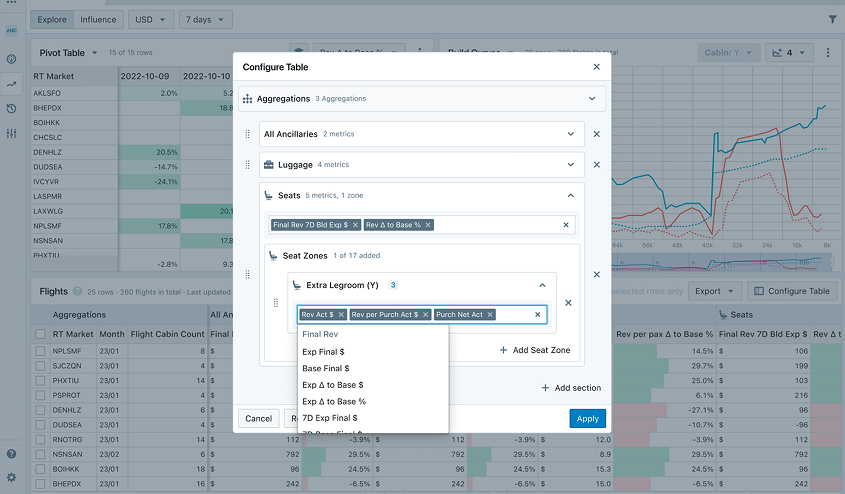 Explore Influence USD 7 days
ANC
Pivot Table 15 of 15 rows
Rev Δ to Base %
Build Curves
Cabin: Y 4
RT Market 2022-10-09 2022-10-10
AKLSFO 2.0% 5.2
BHEPDX 18.8
BOIHKK
CHCSLC
DENHLZ 20.5%
DUDSEA -14.7%
IVCYVR -24.1%
LASPMR
LAXWLG 20.1
NPLSMF 17.8%
NSNSAN 17.8
PHXTIU
-2.8% 9.3
Configure Table
Aggregations 3 Aggregations
All Ancillaries 2 metrics
Luggage 4 metrics
Seats 5 metrics, 1 zone
Final Rev 7D Bld Exp $ Rev Δ to Base %
Seat Zones 1 of 17 added
Extra Legroom (Y) 3
Rev Act $ Rev per Purch Act $ Purch Net Act
Final Rev
Exp Final $
Base Final $
Exp Δ to Base $
Exp Δ to Base %
7D Exp Final $
7D Base Final $
Add Seat Zone
Add section
Cancel
Apply
64k 56k 48k 40k 32k 24k 16k 8k
Flights 25 rows · 260 flights in total · Last updated
selected rows only Export Configure Table
Aggregations All An Seats
RT Market Month Flight Cabin Count Final Rev per pax Δ to Base % Final Rev 7D Bld Exp $ Rev Δ t
NPLSMF 23/01 8 $ 14.5% $ 106
SJCZQN 23/01 4 $ 29.7% $ 199
PHXTIU 23/01 14 $ 25.0% $ 103
PSPROT 23/01 4 $ 6.1% $ 216
DENHLZ 23/01 6 $ -27.1% $ 96
DUDSEA 23/01 4 $ -10.7% $ -96
RNOTRG 23/01 14 $ 112 -3.9% $ 112 -3.9% $ 12.0 -3.9% $ 112
NSNSAN 23/01 6 $ 792 29.5% $ 792 29.5% $ 8.9 29.5% $ 792
BOIHKK 23/01 18 $ 96 24.5% $ 96 24.5% $ 15.3 24.5% $ 96
BHEPDX 23/01 16 $ 242 -6.5% $ 242 -6.5% $ 15.0 -6.5% $ 242